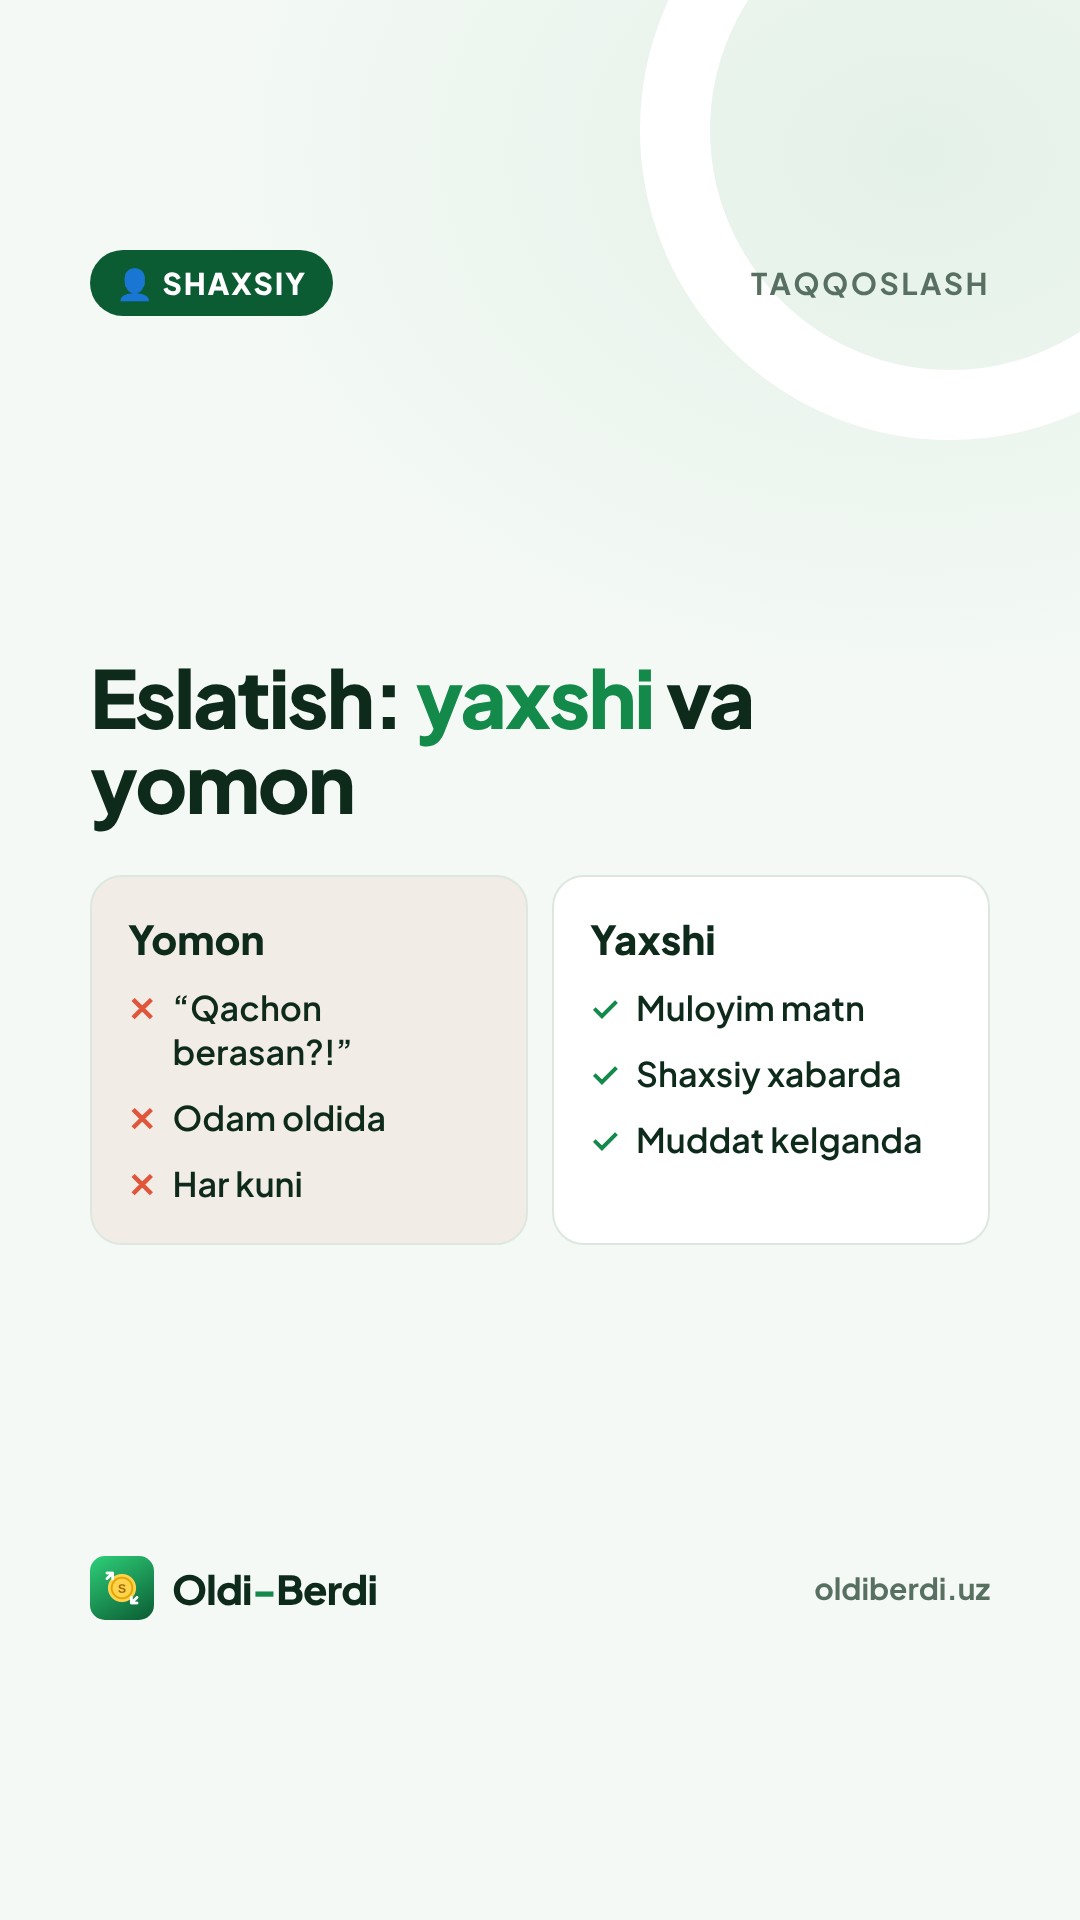 👤 SHAXSIY
TAQQOSLASH
Eslatish: yaxshi va
yomon
Yomon
✕ “Qachon
berasan?!”
✕ Odam oldida
✕ Har kuni
Yaxshi
✓ Muloyim matn
✓ Shaxsiy xabarda
✓ Muddat kelganda
S
Oldi–Berdi
oldiberdi.uz